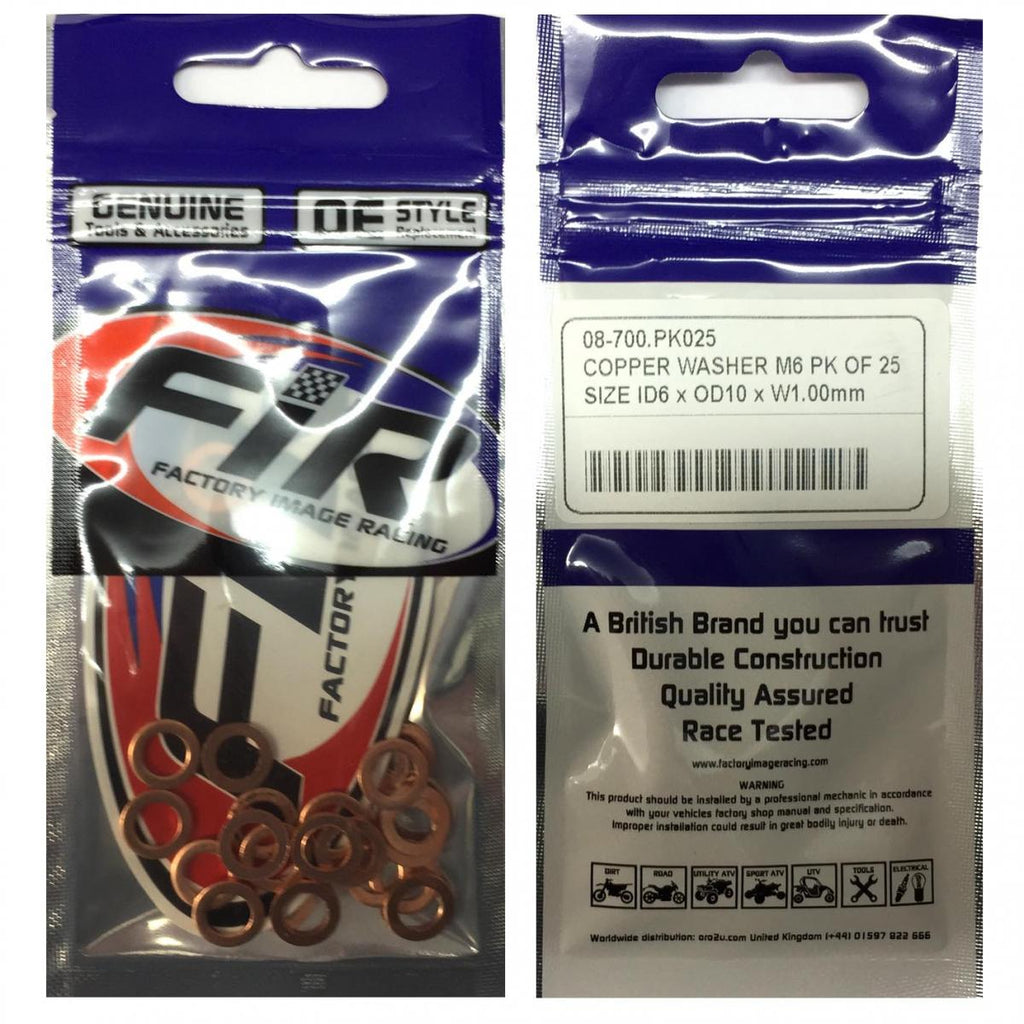 GENUINE
Tools & Accessories
OE STYLE
Replacement
FIR
FACTORY IMAGE RACING
FACTORY
08-700.PK025
COPPER WASHER M6 PK OF 25
SIZE ID6 x OD10 x W1.00mm
A British Brand you can trust
Durable Construction
Quality Assured
Race Tested
www.factoryimageracing.com
WARNING
This product should be installed by a professional mechanic in accordance
with your vehicles factory shop manual and specification.
Improper installation could result in great bodily injury or death.
DIRT ROAD UTILITY ATV SPORT ATV UTV TOOLS ELECTRICAL
Worldwide distribution: oro2u.com United Kingdom (+44) 01597 822 666